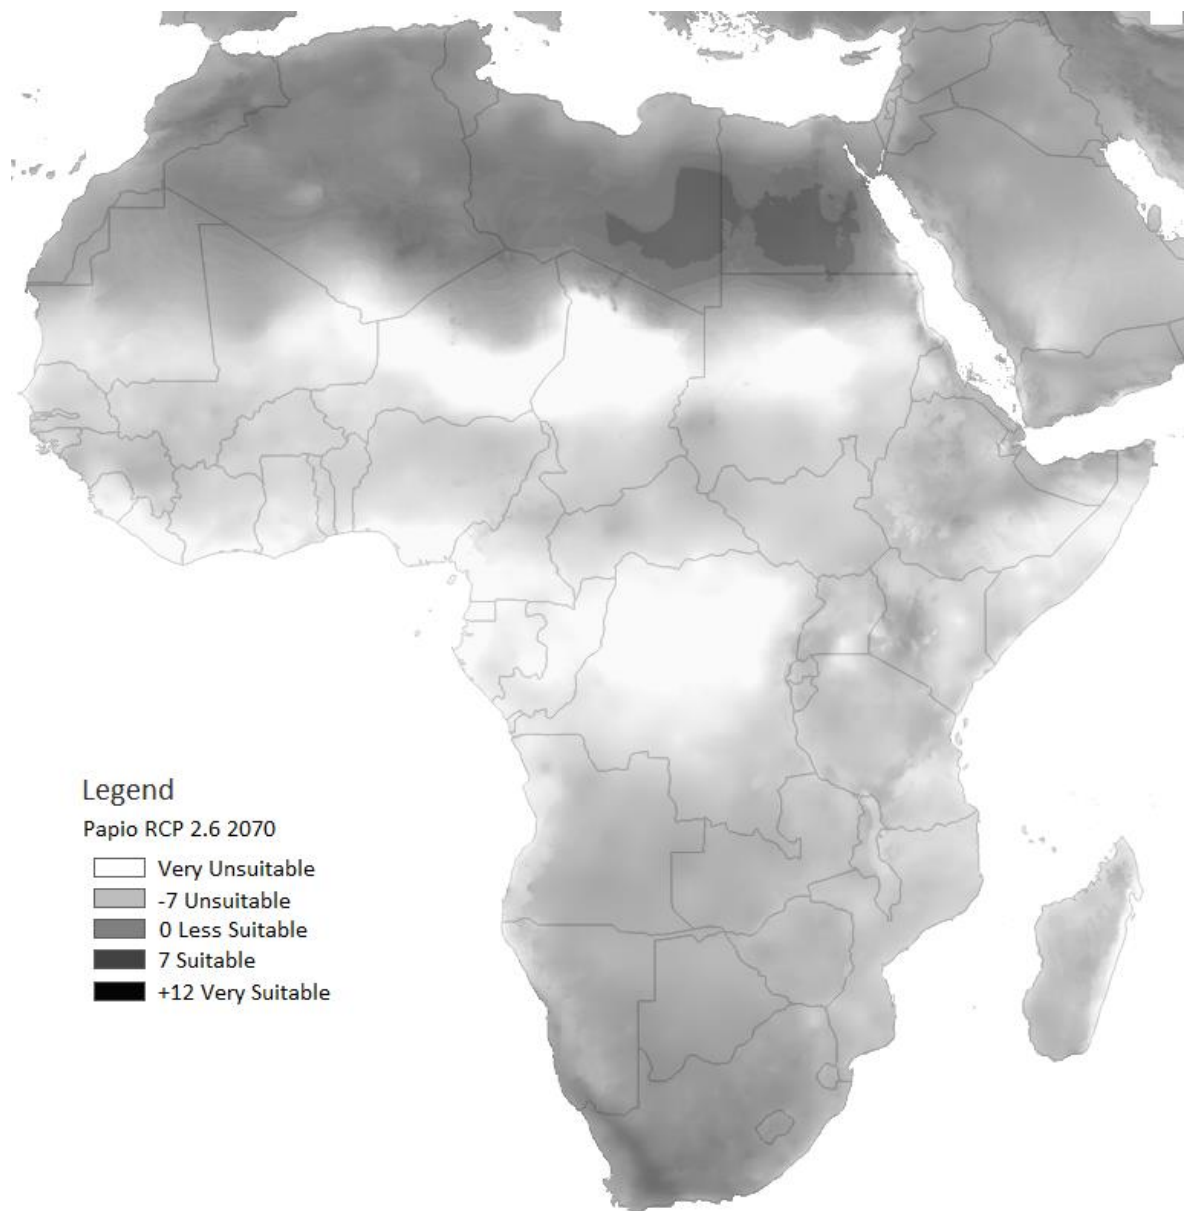 Legend
Papio RCP 2.6 2070
Very Unsuitable
-7 Unsuitable
0 Less Suitable
7 Suitable
+12 Very Suitable